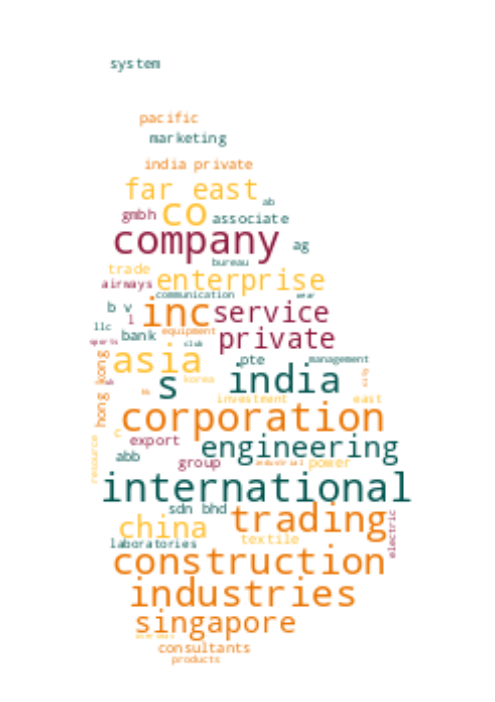 system
pacific
marketing
india private
far east
ab
gmbh co associate
company ag
bureau
trade enterprise
airways
communication year
b v inc service
l
llc bank equipment private
sports club
asia pte management
hong kong s korea india city
investment east
corporation
c
export engineering
resource abb group industrial power
international
sdn bhd trading
china electric
laboratories textile
construction
industries
singapore
consultants
products